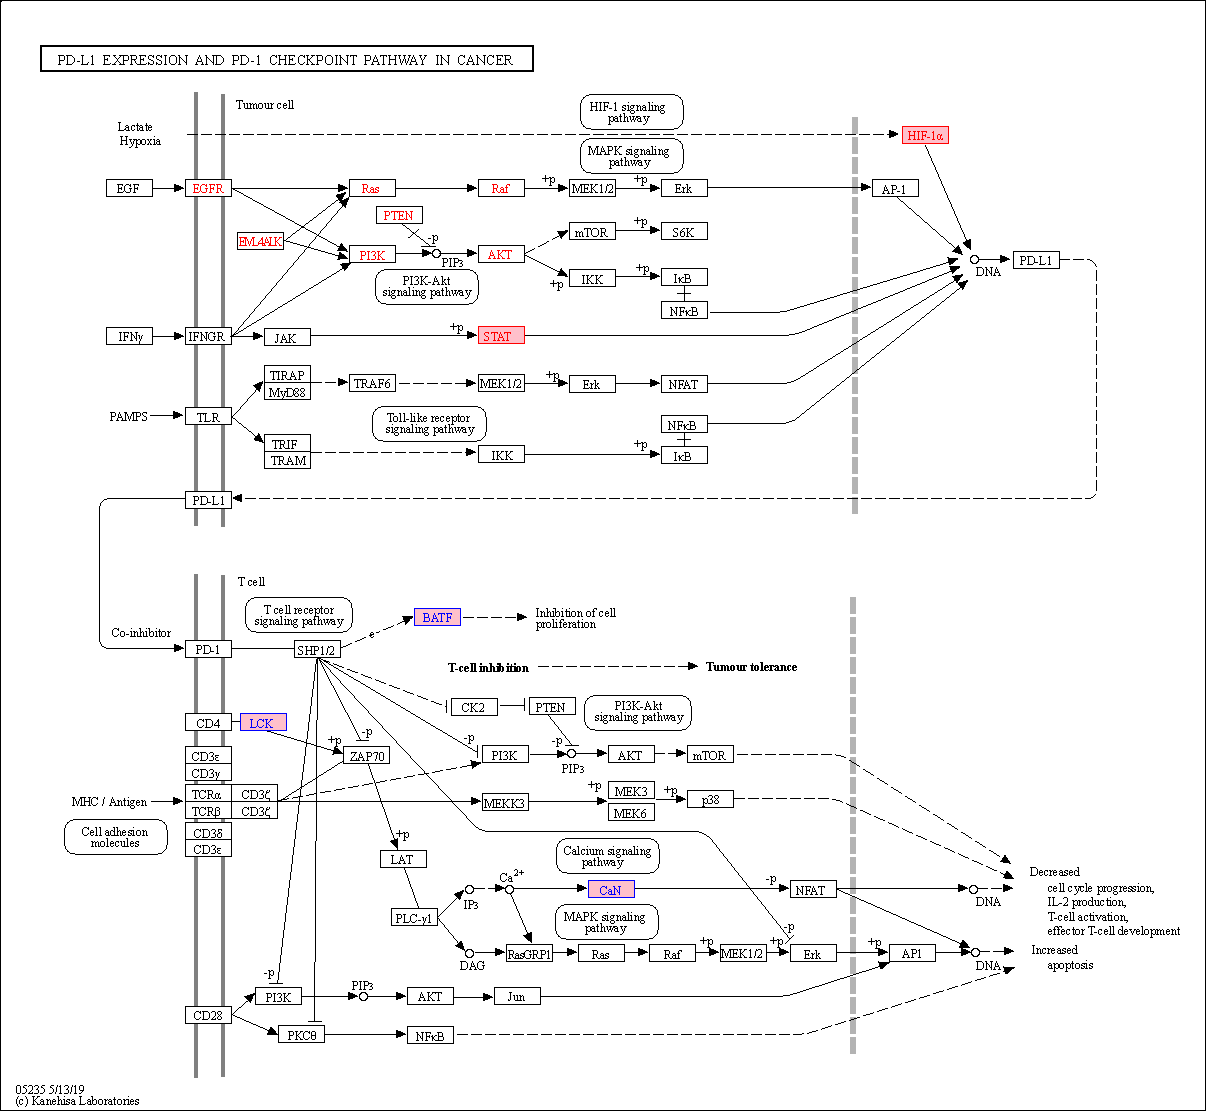 PD-L1 EXPRESSION AND PD-1 CHECKPOINT PATHWAY IN CANCER
Tumour cell
HIF-1 signaling
pathway
Lactate
Hypoxia
HIF-1α
MAPK signaling
pathway
EGF
EGFR
Ras
Raf
+p
MEK1/2
+p
Erk
AP-1
PTEN
EML4ALK
-p
PI3K
PIP3
AKT
mTOR
+p
S6K
DNA
PD-L1
PI3K-Akt
signaling pathway
+p
IKK
+p
IκB
NFκB
IFNγ
IFNGR
JAK
+p
STAT
TIRAP
MyD88
TRAF6
MEK1/2
+p
Erk
NFAT
PAMPS
TLR
Toll-like receptor
signaling pathway
NFκB
TRIF
TRAM
IKK
+p
IκB
PD-L1
T cell
T cell receptor
signaling pathway
BATF
Inhibition of cell
proliferation
Co-inhibitor
e
PD-1
SHP1/2
T-cell inhibition
Tumour tolerance
CK2
PTEN
PI3K-Akt
signaling pathway
CD4
LCK
+p
-p
ZAP70
-p
PI3K
-p
PIP3
AKT
mTOR
CD3ε
CD3γ
MHC / Antigen
TCRα
CD3ζ
TCRβ
CD3ζ
MEKK3
+p
MEK3
MEK6
+p
p38
Cell adhesion
molecules
CD3δ
CD3ε
+p
LAT
Calcium signaling
pathway
Ca2+
CaN
-p
NFAT
DNA
Decreased
cell cycle progression,
IL-2 production,
T-cell activation,
effector T-cell development
IP3
PLC-γ1
MAPK signaling
pathway
DAG
RasGRP1
Ras
Raf
+p
MEK1/2
+p
-p
Erk
+p
AP1
DNA
Increased
apoptosis
-p
PI3K
PIP3
AKT
Jun
CD28
PKCθ
NFκB
05235 5/13/19
(c) Kanehisa Laboratories